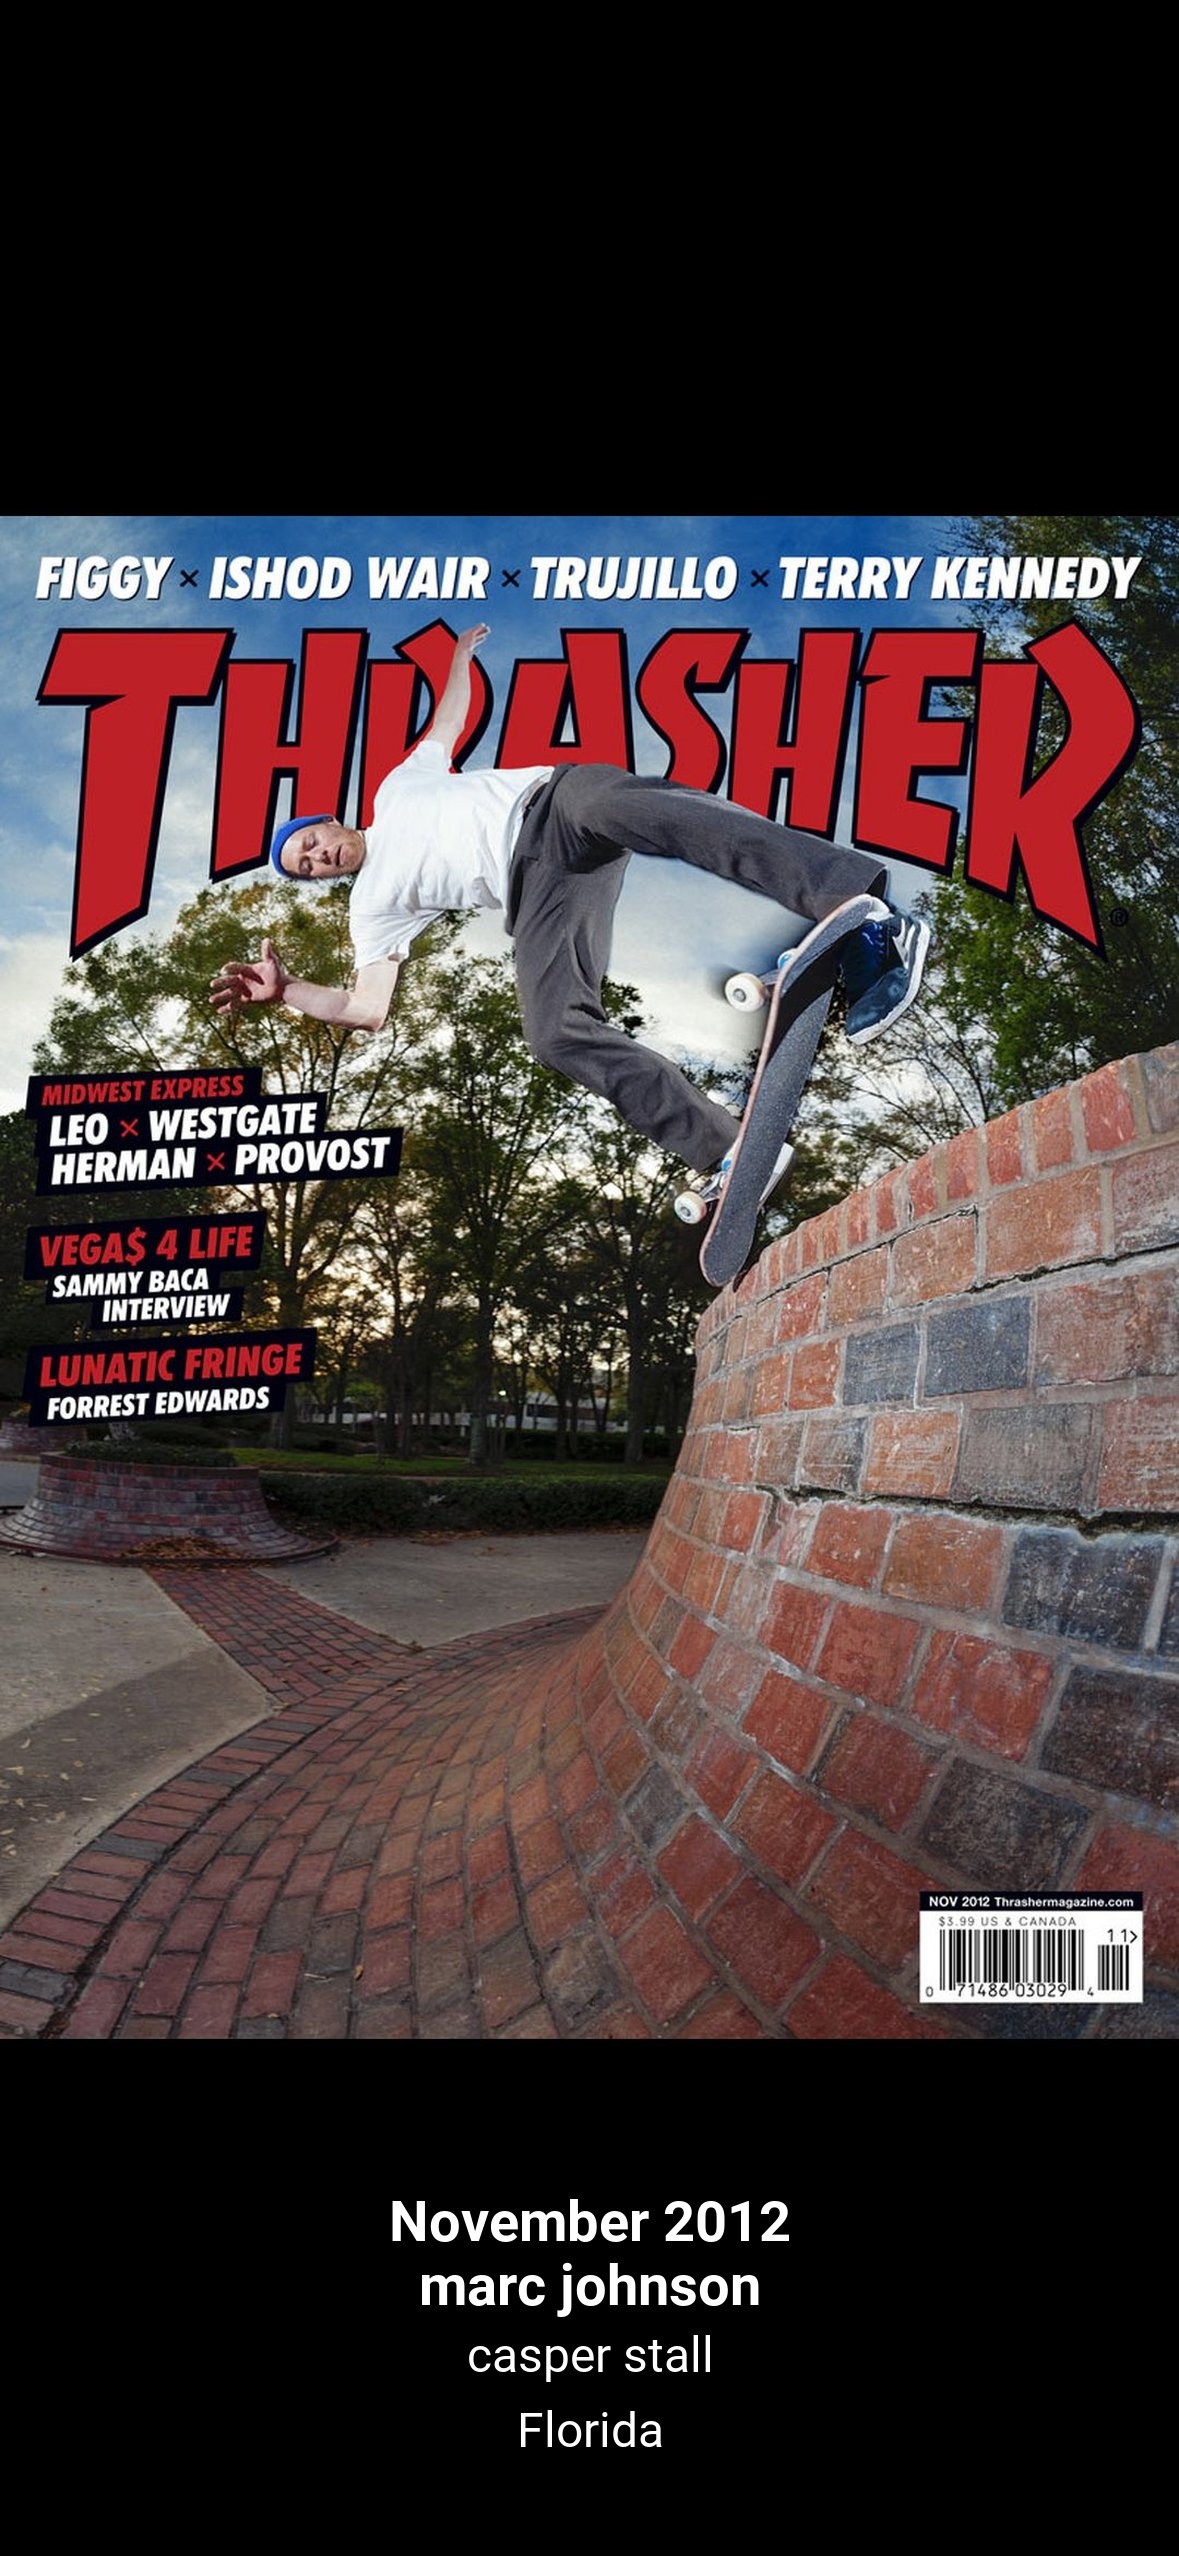 FIGGY × ISHOD WAIR × TRUJILLO × TERRY KENNEDY
THRASHER
®
MIDWEST EXPRESS
LEO × WESTGATE
HERMAN × PROVOST
VEGA$ 4 LIFE
SAMMY BACA
INTERVIEW
LUNATIC FRINGE
FORREST EDWARDS
NOV 2012 Thrashermagazine.com
$3.99 US & CANADA
11>
0 71486 03029 4
November 2012
marc johnson
casper stall
Florida